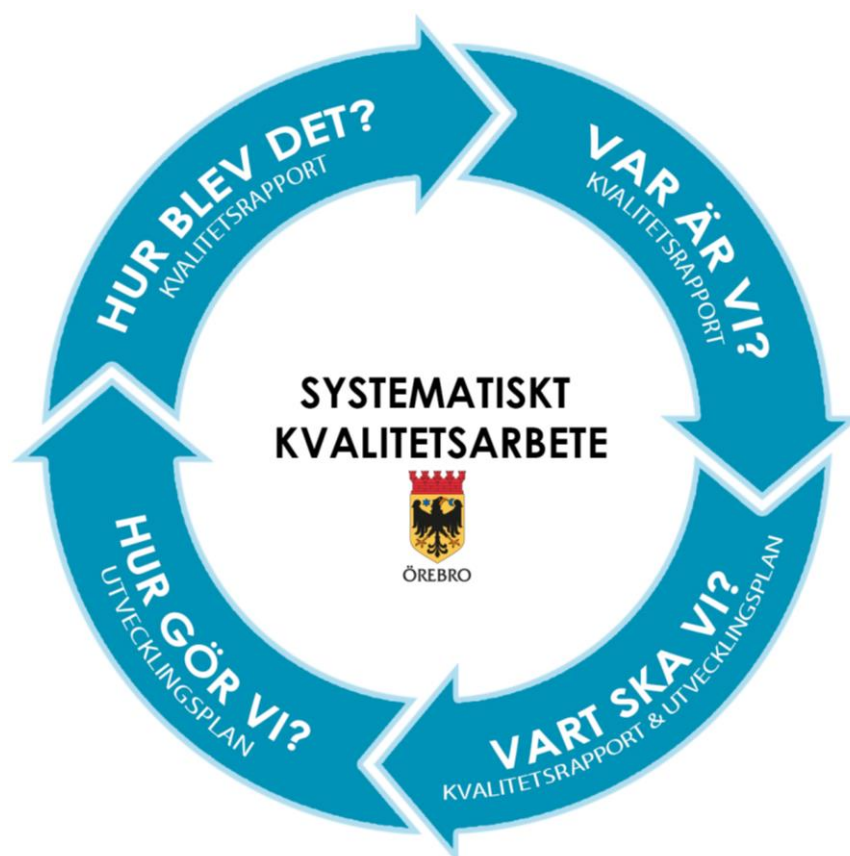 HUR BLEV DET?
KVALITETSRAPPORT
VAR ÄR VI?
KVALITETSRAPPORT
SYSTEMATISKT
KVALITETSARBETE
ÖREBRO
VART SKA VI?
KVALITETSRAPPORT & UTVECKLINGSPLAN
HUR GÖR VI?
UTVECKLINGSPLAN